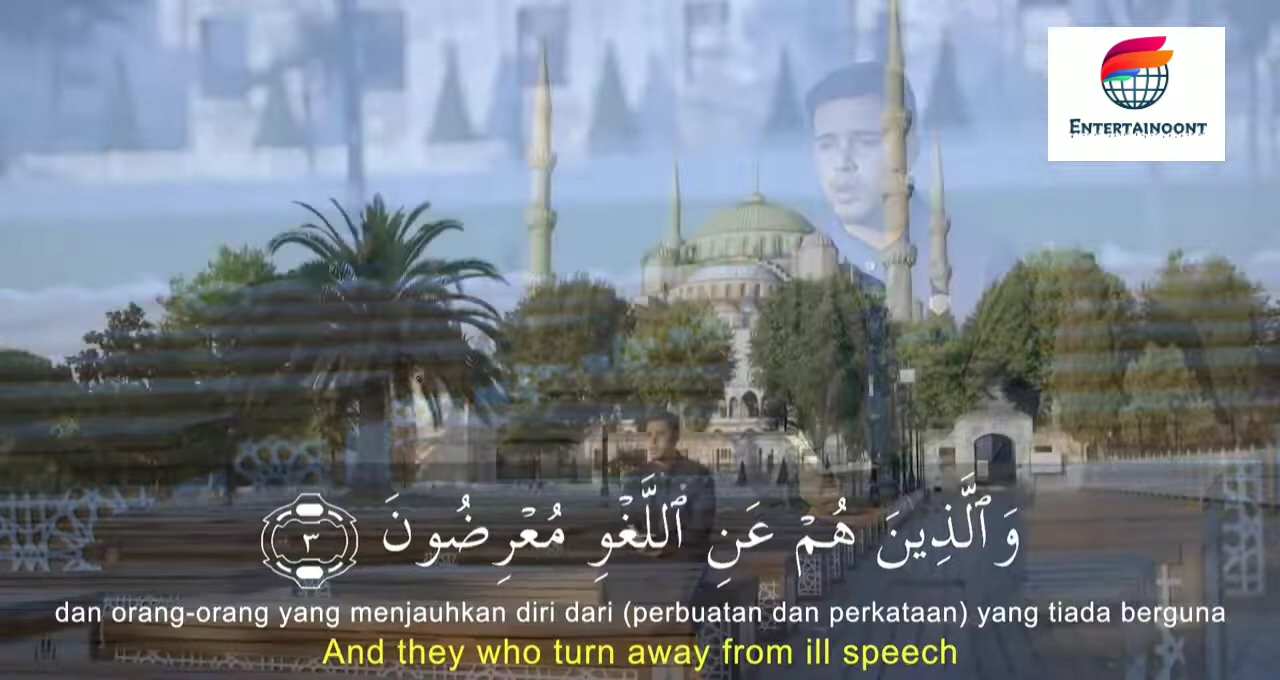 ENTERTAINOONT
وَٱلَّذِينَ هُمْ عَنِ ٱللَّغْوِ مُعْرِضُونَ ٣
dan orang-orang yang menjauhkan diri dari (perbuatan dan perkataan) yang tiada berguna
And they who turn away from ill speech